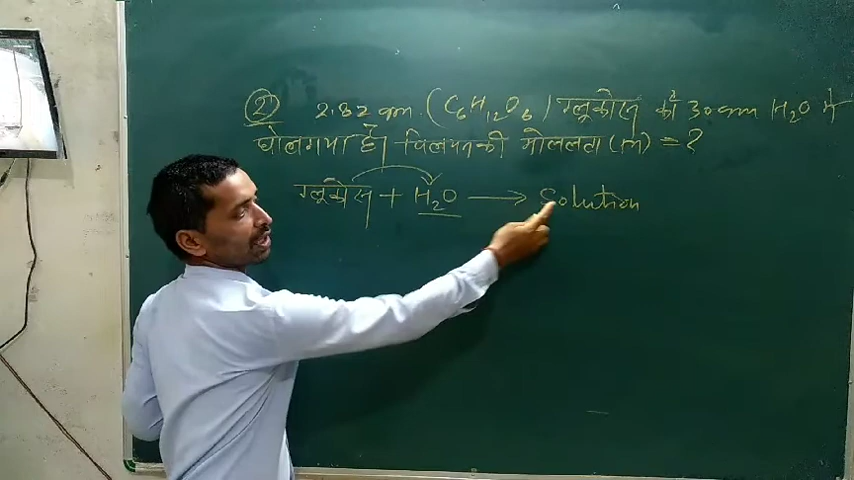 2 2.82 gm. (C6H12O6) ग्लूकोस को 30 gm H2O में
घोला गया है। विलयन की मोललता (m) = ?
ग्लूकोस + H2O → Solution